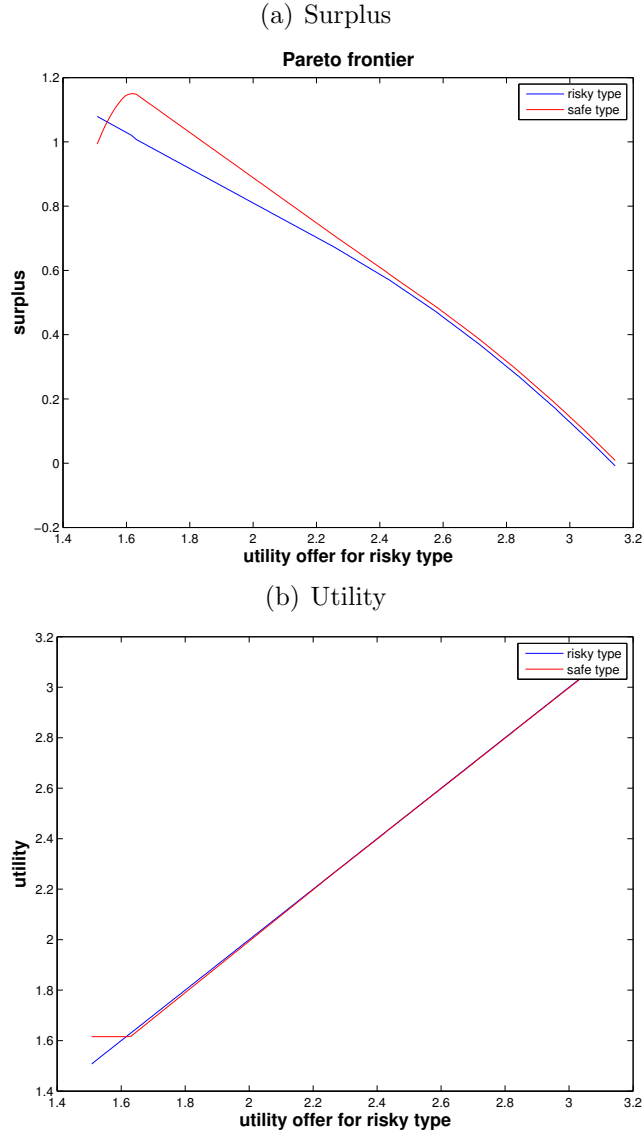 (a) Surplus
Pareto frontier
1.2
1
0.8
0.6
0.4
0.2
0
−0.2
surplus
risky type
safe type
1.4 1.6 1.8 2 2.2 2.4 2.6 2.8 3 3.2
utility offer for risky type
(b) Utility
3.2
3
2.8
2.6
2.4
2.2
2
1.8
1.6
1.4
utility
risky type
safe type
1.4 1.6 1.8 2 2.2 2.4 2.6 2.8 3 3.2
utility offer for risky type